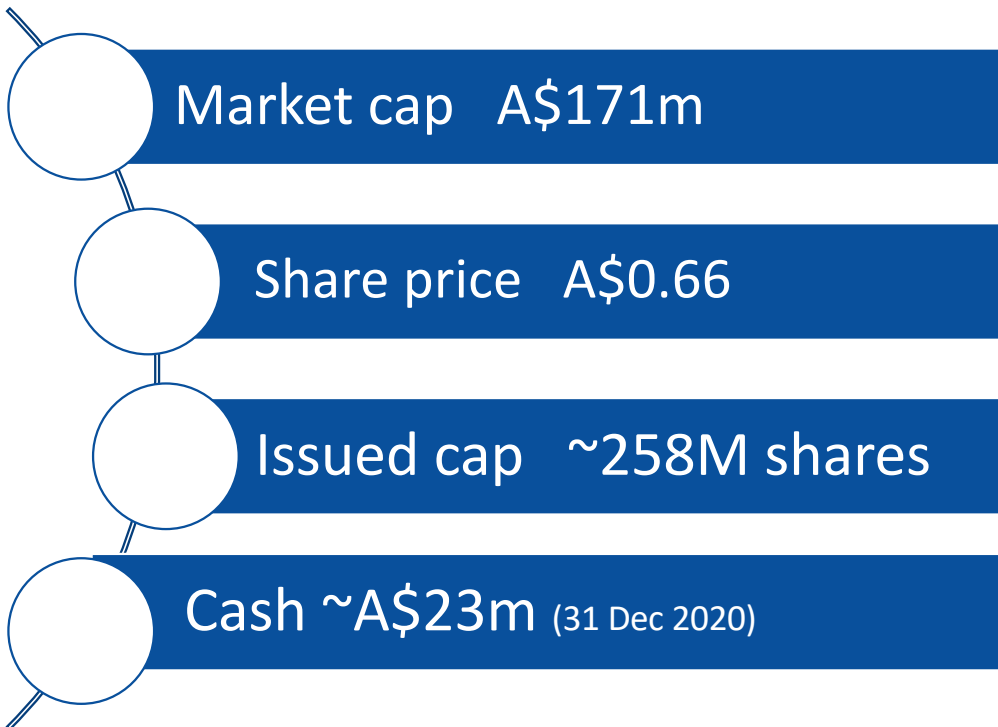 Market cap A$171m
Share price A$0.66
Issued cap ~258M shares
Cash ~A$23m (31 Dec 2020)